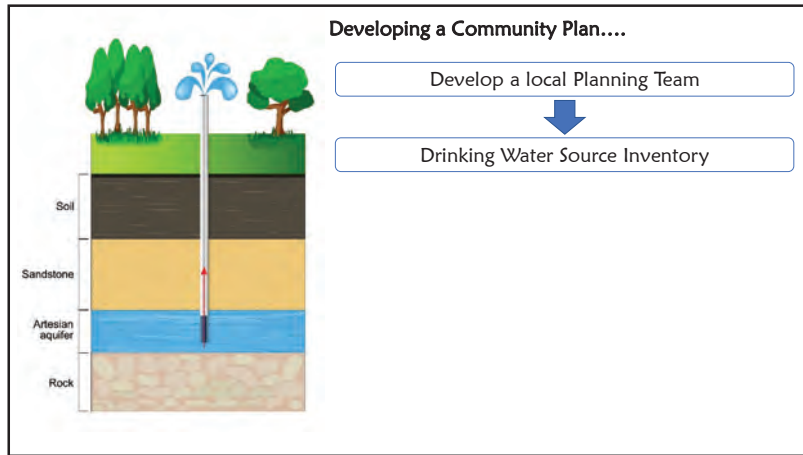 Developing a Community Plan....
Develop a local Planning Team
Drinking Water Source Inventory
Soil
Sandstone
Artesian
aquifer
Rock